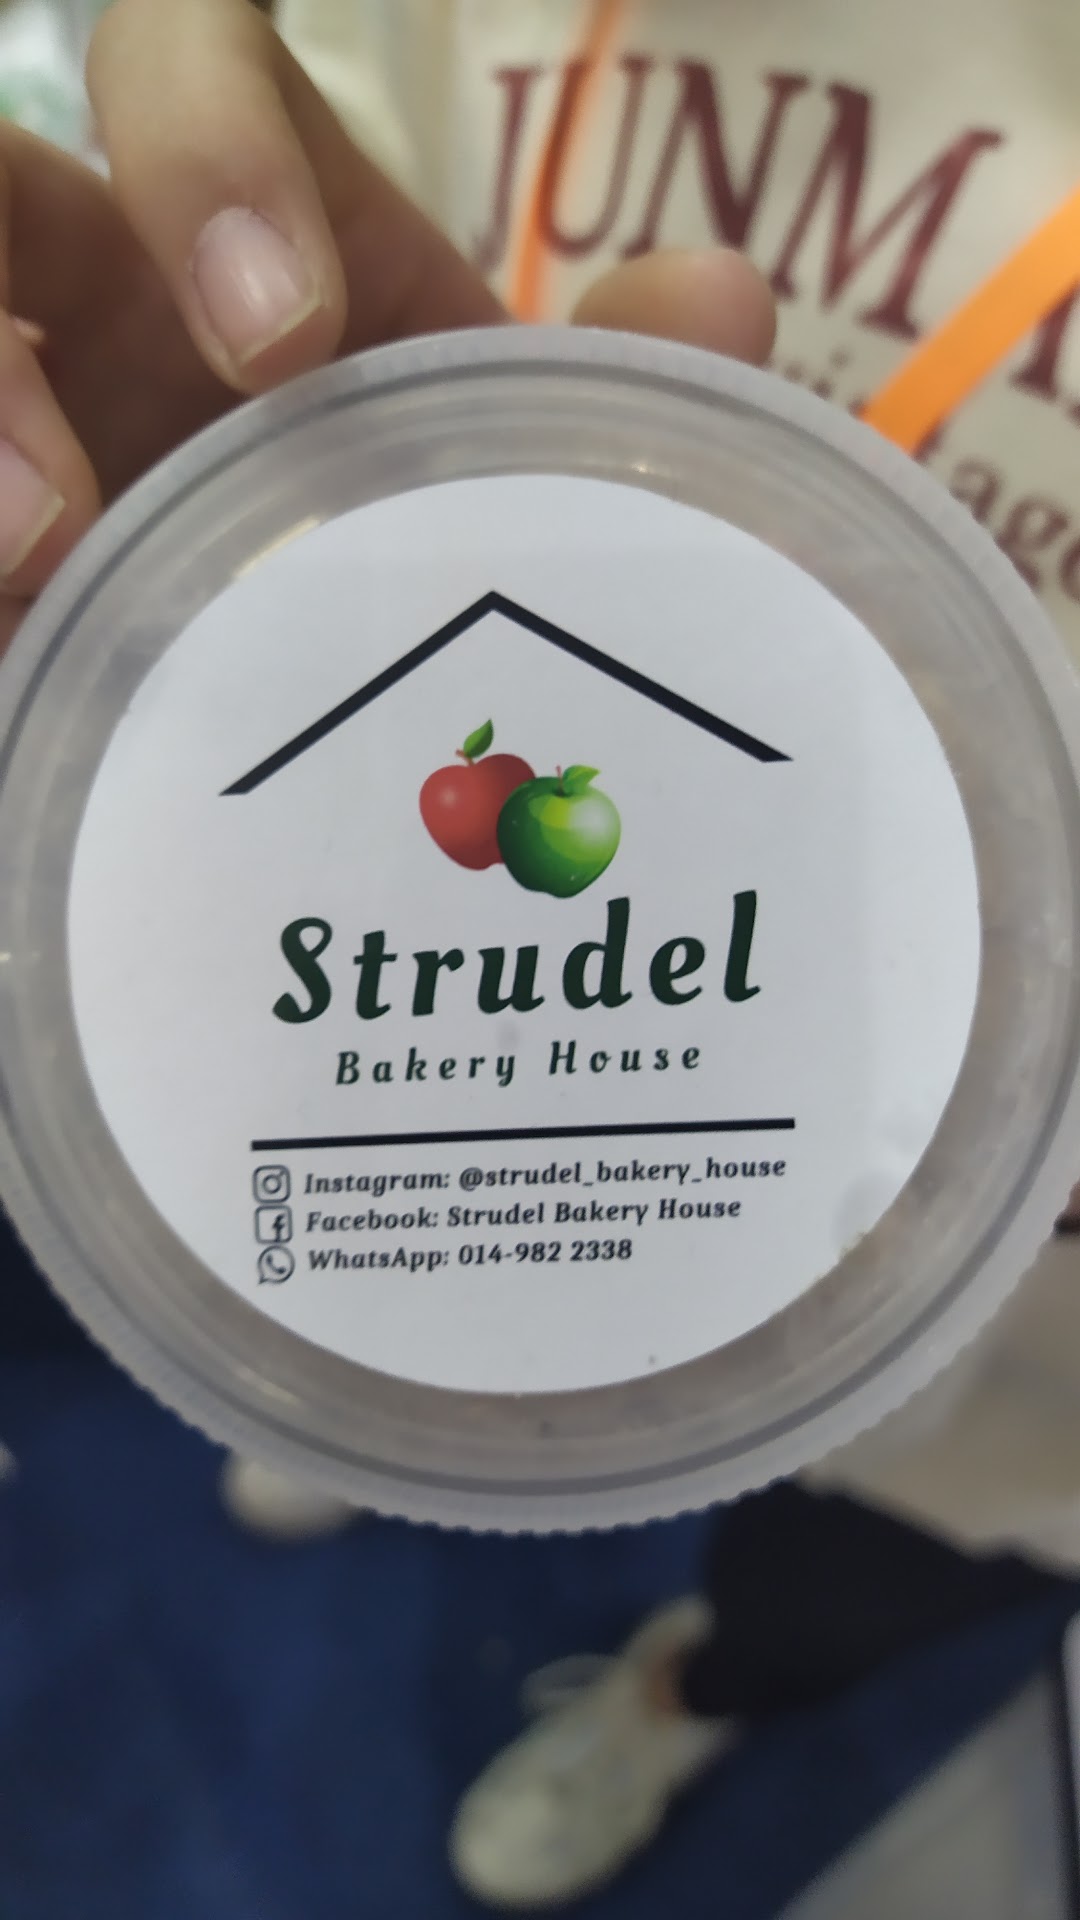 JUNM
Strudel
Bakery House
Instagram: @strudel_bakery_house
Facebook: Strudel Bakery House
WhatsApp: 014-982 2338